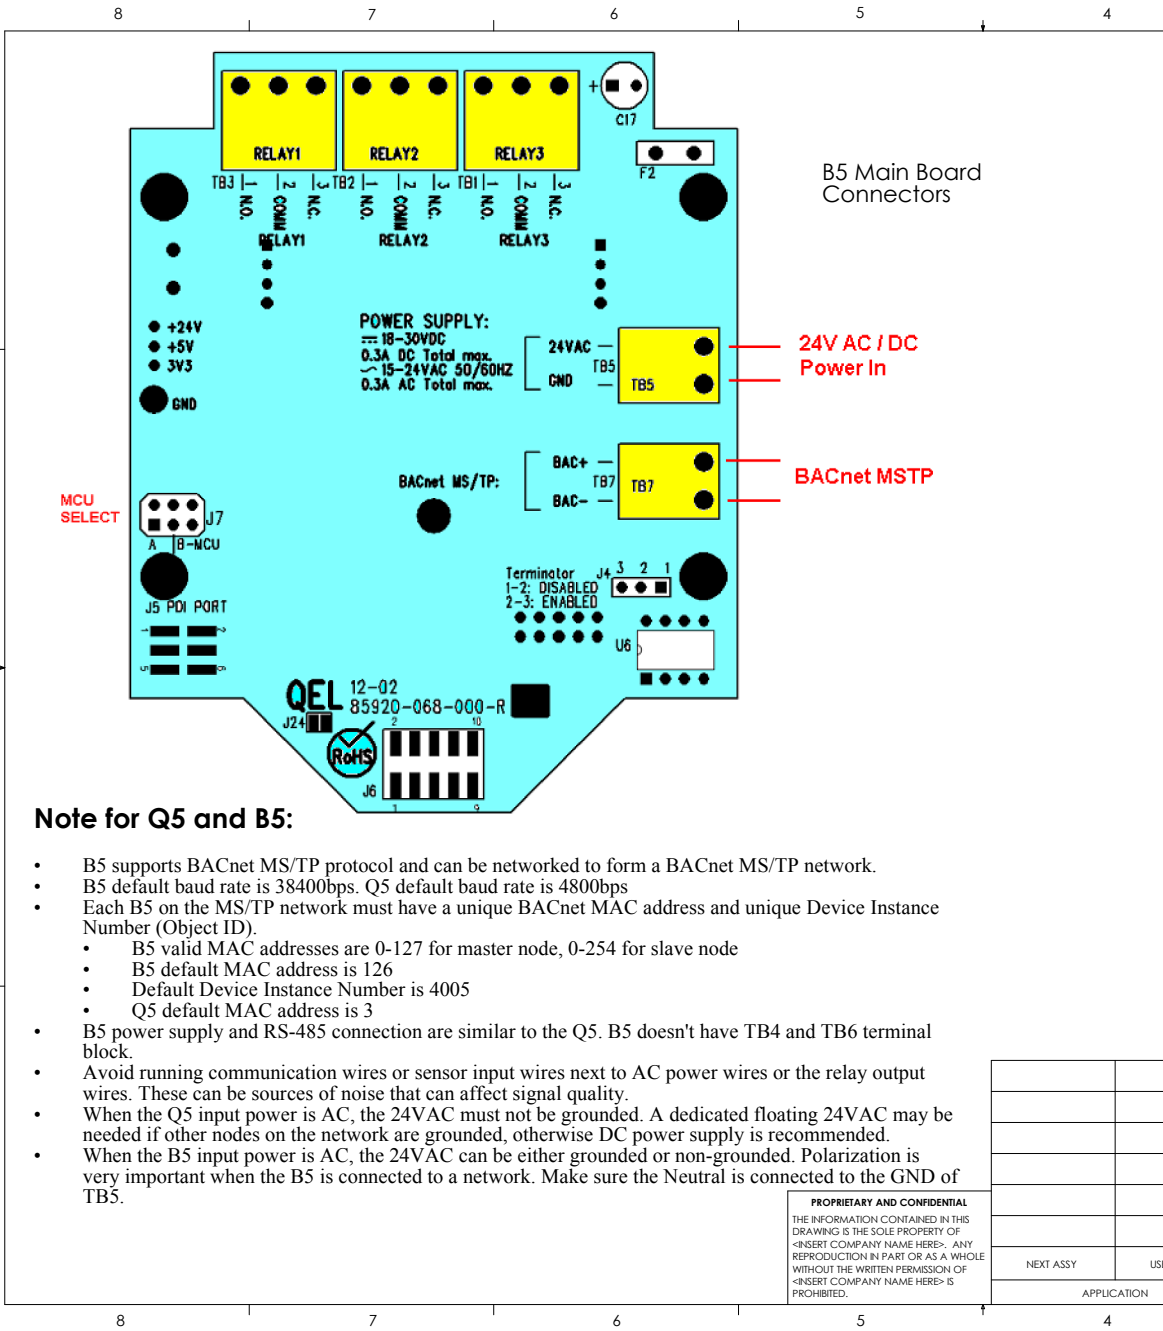 8 7 6 5 4
B5 Main Board
Connectors
+
C17
F2
RELAY1 RELAY2 RELAY3
TB3 1 2 3 TB2 1 2 3 TB1 1 2 3
N.O. COMM N.C. N.O. COMM N.C. N.O. COMM N.C.
RELAY1 RELAY2 RELAY3
+24V
+5V
3V3
GND
POWER SUPPLY:
18-30VDC
0.3A DC Total max.
15-24VAC 50/60HZ
0.3A AC Total max.
24VAC
GND
TB5
TB5
24V AC / DC
Power In
BACnet MS/TP:
BAC+
BAC-
TB7
TB7
BACnet MSTP
MCU
SELECT
J7
A B-MCU
J5 PDI PORT
1 2
5 6
Terminator
1-2: DISABLED
2-3: ENABLED
J4 3 2 1
U6
QEL 12-02
85920-068-000-R
J24
RoHS
2 10
J6
1 9
Note for Q5 and B5:
• B5 supports BACnet MS/TP protocol and can be networked to form a BACnet MS/TP network.
• B5 default baud rate is 38400bps. Q5 default baud rate is 4800bps
• Each B5 on the MS/TP network must have a unique BACnet MAC address and unique Device Instance
Number (Object ID).
• B5 valid MAC addresses are 0-127 for master node, 0-254 for slave node
• B5 default MAC address is 126
• Default Device Instance Number is 4005
• Q5 default MAC address is 3
• B5 power supply and RS-485 connection are similar to the Q5. B5 doesn't have TB4 and TB6 terminal
block.
• Avoid running communication wires or sensor input wires next to AC power wires or the relay output
wires. These can be sources of noise that can affect signal quality.
• When the Q5 input power is AC, the 24VAC must not be grounded. A dedicated floating 24VAC may be
needed if other nodes on the network are grounded, otherwise DC power supply is recommended.
• When the B5 input power is AC, the 24VAC can be either grounded or non-grounded. Polarization is
very important when the B5 is connected to a network. Make sure the Neutral is connected to the GND of
TB5.
PROPRIETARY AND CONFIDENTIAL
THE INFORMATION CONTAINED IN THIS
DRAWING IS THE SOLE PROPERTY OF
<INSERT COMPANY NAME HERE>. ANY
REPRODUCTION IN PART OR AS A WHOLE
WITHOUT THE WRITTEN PERMISSION OF
<INSERT COMPANY NAME HERE> IS
PROHIBITED.
NEXT ASSY
APPLICATION
8 7 6 5 4